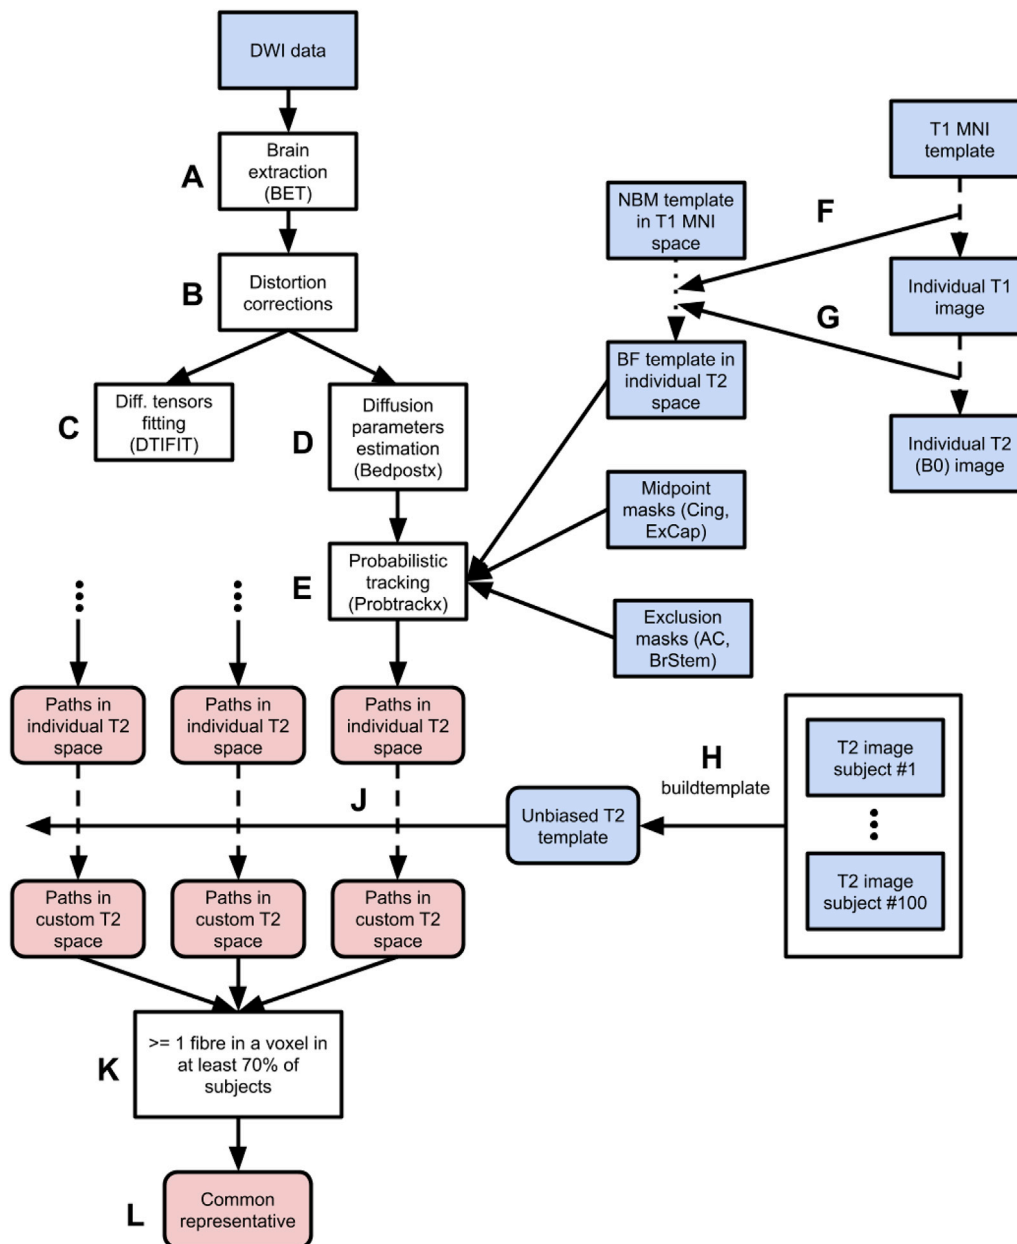 DWI data
A
Brain
extraction
(BET)
B
Distortion
corrections
C
Diff. tensors
fitting
(DTIFIT)
D
Diffusion
parameters
estimation
(Bedpostx)
E
Probabilistic
tracking
(Probtrackx)
T1 MNI
template
F
NBM template
in T1 MNI
space
Individual T1
image
G
BF template in
individual T2
space
Individual T2
(B0) image
Midpoint
masks (Cing,
ExCap)
Exclusion
masks (AC,
BrStem)
Paths in
individual T2
space
Paths in
individual T2
space
Paths in
individual T2
space
H
buildtemplate
T2 image
subject #1
T2 image
subject #100
J
Unbiased T2
template
Paths in
custom T2
space
Paths in
custom T2
space
Paths in
custom T2
space
K
>= 1 fibre in a voxel in
at least 70% of
subjects
L
Common
representative